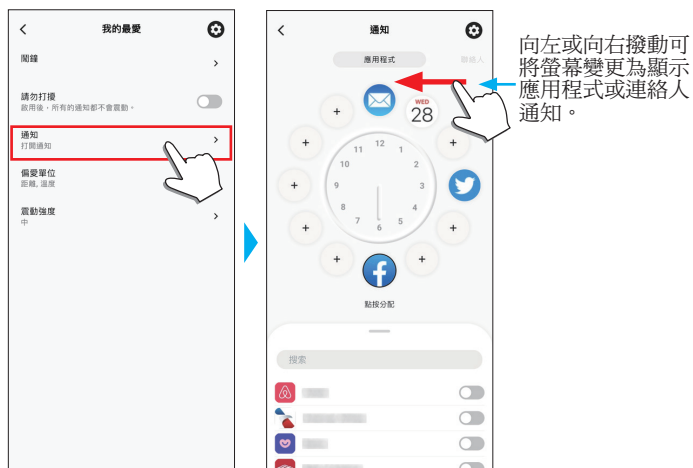 我的最愛
鬧鐘
請勿打擾
啟用後，所有的通知都不會震動。
通知
打開通知
偏愛單位
距離, 溫度
震動強度
中
通知
應用程式
聯絡人
WED
28
12
1
2
3
4
5
6
7
8
9
10
11
點按分配
搜索
向左或向右撥動可
將螢幕變更為顯示
應用程式或連絡人
通知。